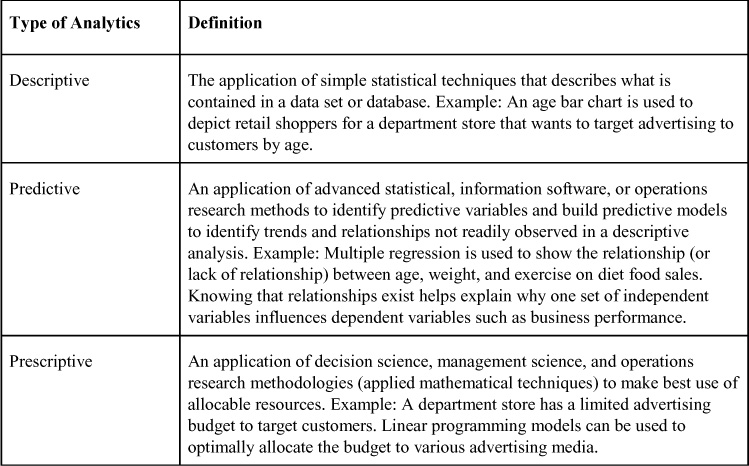 Type of Analytics
Definition
Descriptive
The application of simple statistical techniques that describes what is
contained in a data set or database. Example: An age bar chart is used to
depict retail shoppers for a department store that wants to target advertising to
customers by age.
Predictive
An application of advanced statistical, information software, or operations
research methods to identify predictive variables and build predictive models
to identify trends and relationships not readily observed in a descriptive
analysis. Example: Multiple regression is used to show the relationship (or
lack of relationship) between age, weight, and exercise on diet food sales.
Knowing that relationships exist helps explain why one set of independent
variables influences dependent variables such as business performance.
Prescriptive
An application of decision science, management science, and operations
research methodologies (applied mathematical techniques) to make best use of
allocable resources. Example: A department store has a limited advertising
budget to target customers. Linear programming models can be used to
optimally allocate the budget to various advertising media.